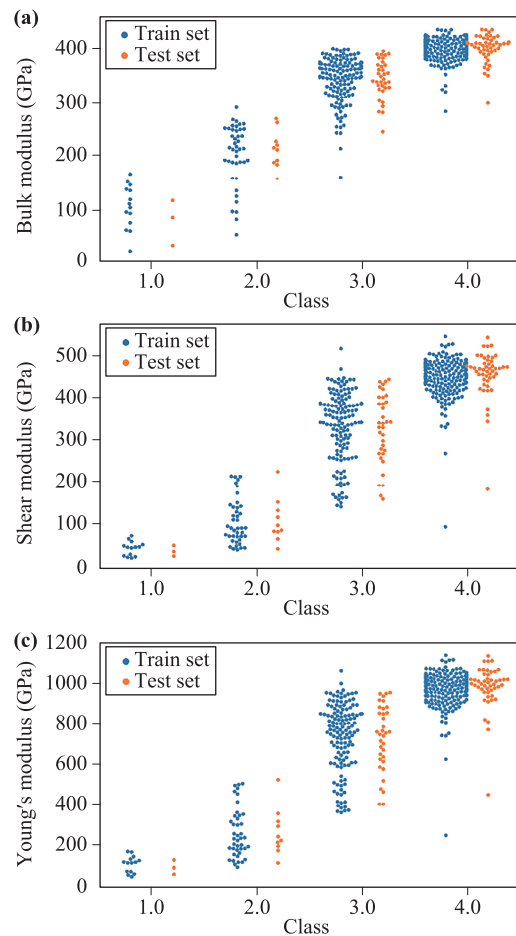 (a)
Train set
Test set
Bulk modulus (GPa)
400
300
200
100
0
1.0 2.0 3.0 4.0
Class
(b)
Train set
Test set
Shear modulus (GPa)
500
400
300
200
100
0
1.0 2.0 3.0 4.0
Class
(c)
Train set
Test set
Young's modulus (GPa)
1200
1000
800
600
400
200
0
1.0 2.0 3.0 4.0
Class